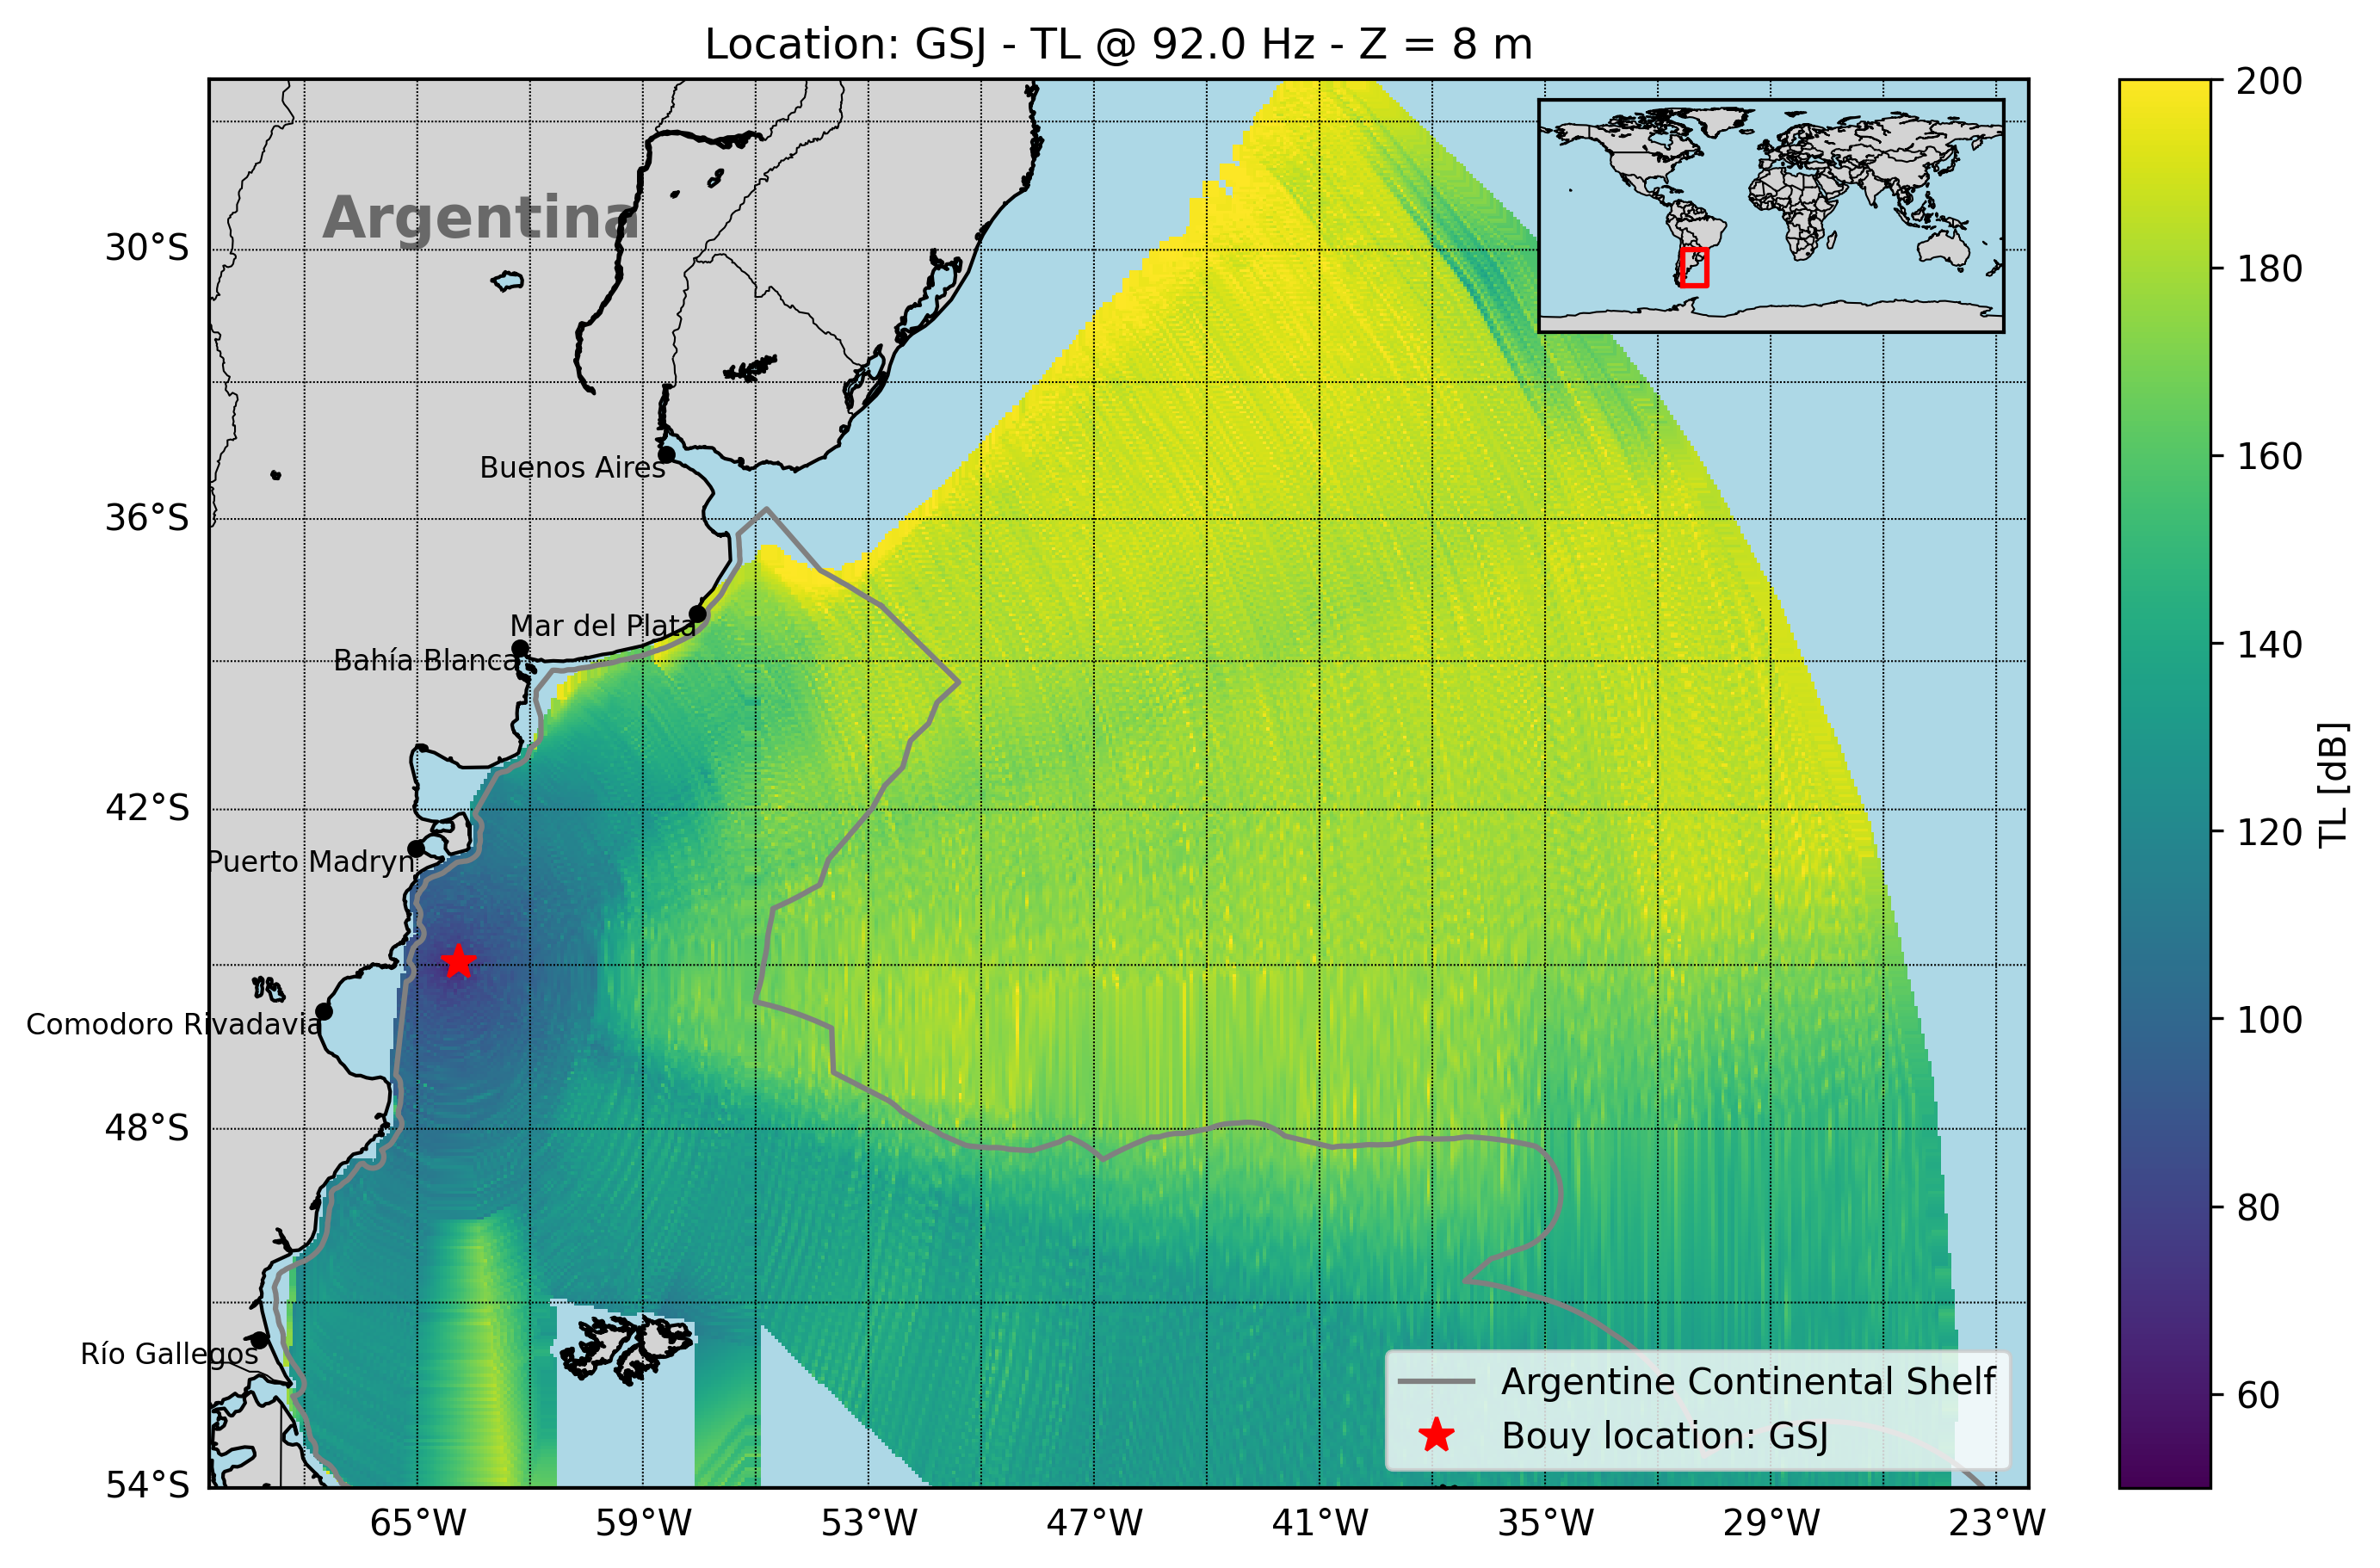 Location: GSJ - TL @ 92.0 Hz - Z = 8 m
Argentina
Buenos Aires
Mar del Plata
Bahía Blanca
Puerto Madryn
Comodoro Rivadavia
Río Gallegos
30°S
36°S
42°S
48°S
54°S
65°W
59°W
53°W
47°W
41°W
35°W
29°W
23°W
Argentine Continental Shelf
Bouy location: GSJ
200
180
160
140
120
100
80
60
TL [dB]